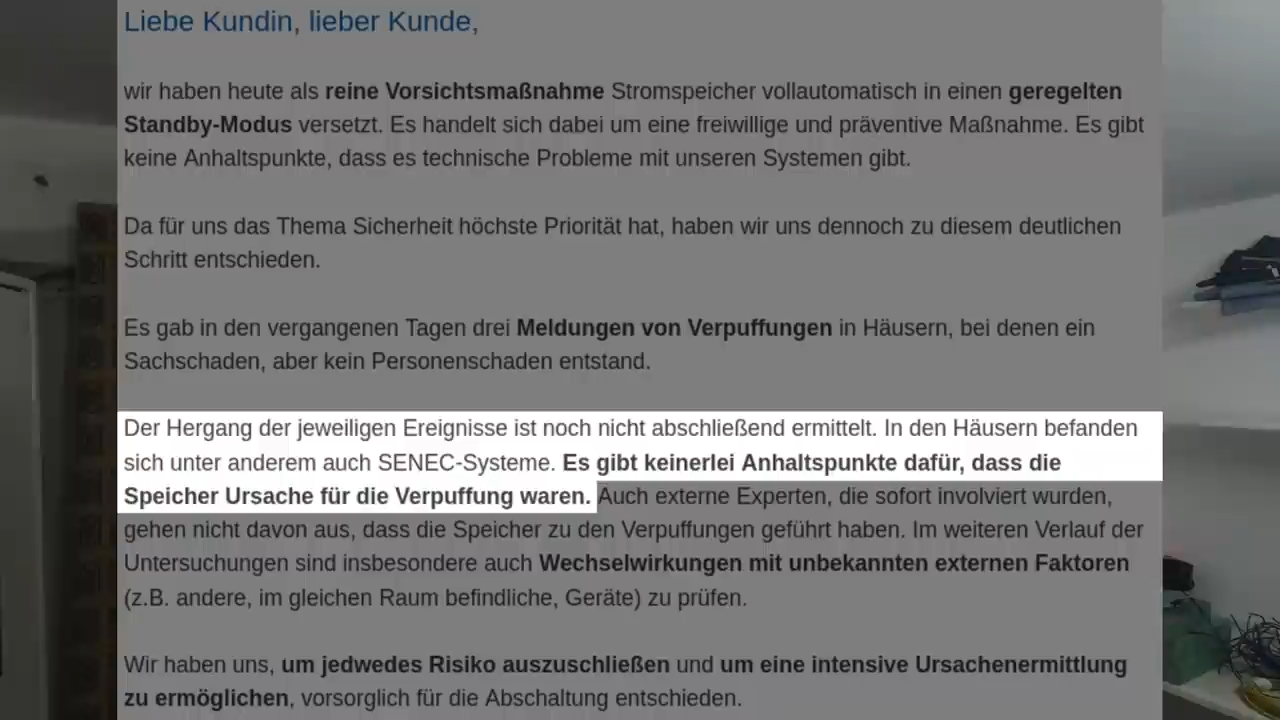 Liebe Kundin, lieber Kunde,
wir haben heute als reine Vorsichtsmaßnahme Stromspeicher vollautomatisch in einen geregelten
Standby-Modus versetzt. Es handelt sich dabei um eine freiwillige und präventive Maßnahme. Es gibt
keine Anhaltspunkte, dass es technische Probleme mit unseren Systemen gibt.
Da für uns das Thema Sicherheit höchste Priorität hat, haben wir uns dennoch zu diesem deutlichen
Schritt entschieden.
Es gab in den vergangenen Tagen drei Meldungen von Verpuffungen in Häusern, bei denen ein
Sachschaden, aber kein Personenschaden entstand.
Der Hergang der jeweiligen Ereignisse ist noch nicht abschließend ermittelt. In den Häusern befanden
sich unter anderem auch SENEC-Systeme. Es gibt keinerlei Anhaltspunkte dafür, dass die
Speicher Ursache für die Verpuffung waren. Auch externe Experten, die sofort involviert wurden,
gehen nicht davon aus, dass die Speicher zu den Verpuffungen geführt haben. Im weiteren Verlauf der
Untersuchungen sind insbesondere auch Wechselwirkungen mit unbekannten externen Faktoren
(z.B. andere, im gleichen Raum befindliche, Geräte) zu prüfen.
Wir haben uns, um jedwedes Risiko auszuschließen und um eine intensive Ursachenermittlung
zu ermöglichen, vorsorglich für die Abschaltung entschieden.